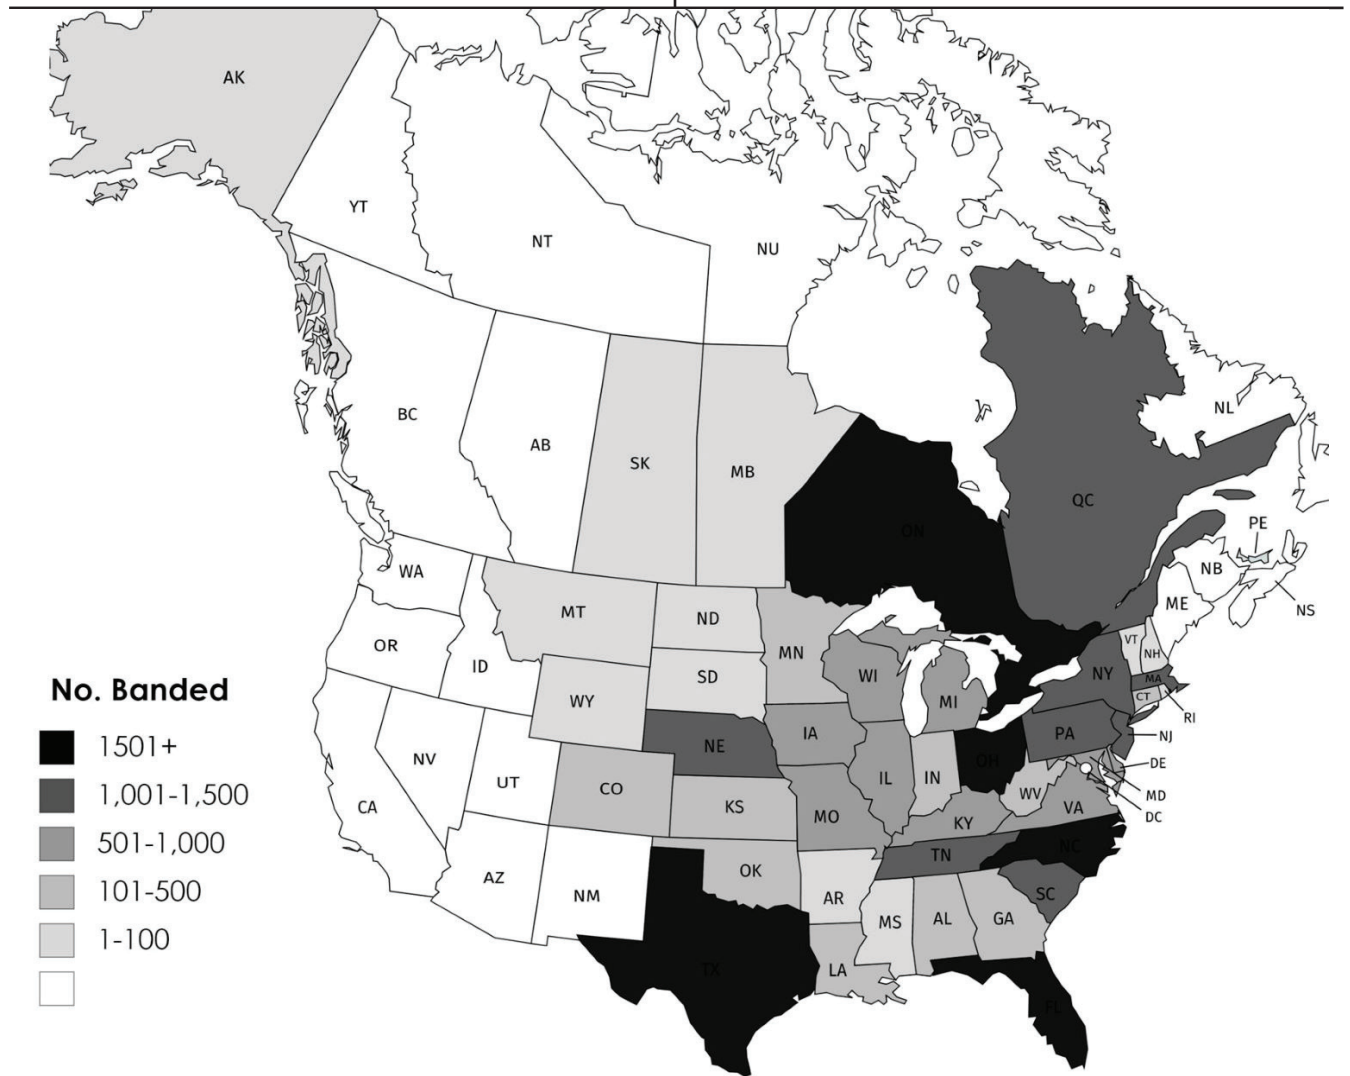 AK
YT
NT
NU
BC
AB
SK
MB
ON
QC
NL
PE
NB
NS
ME
WA
MT
ND
MN
VT
NH
OR
ID
SD
WI
MI
NY
MA
CT
RI
WY
NE
IA
PA
NJ
No. Banded
1501+
1,001-1,500
501-1,000
101-500
1-100
NV
UT
CO
IL
IN
OH
DE
CA
KS
MO
WV
VA
MD
DC
KY
AZ
NM
OK
TN
NC
AR
SC
MS
AL
GA
TX
LA
FL